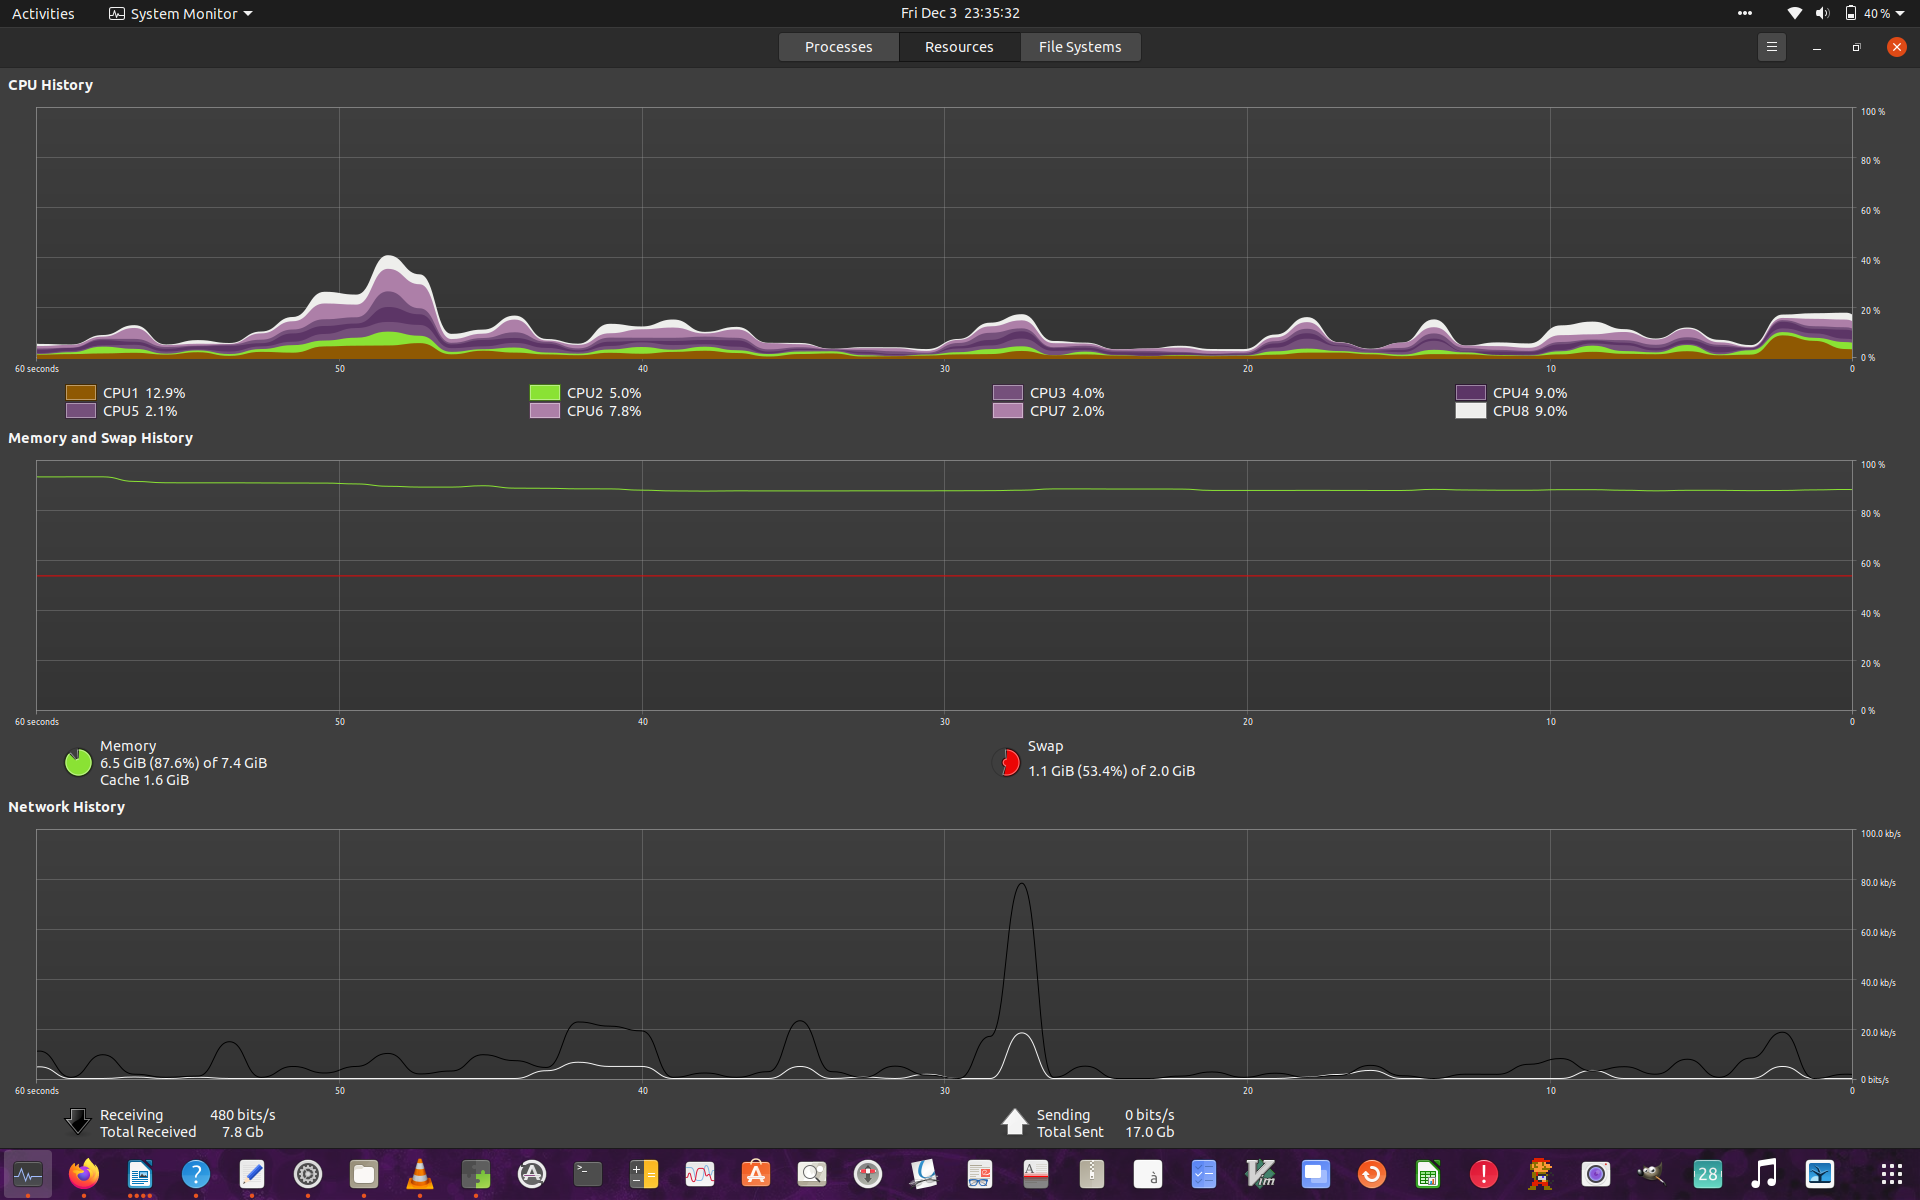 Activities System Monitor Fri Dec 3 23:35:32 40 %
Processes Resources File Systems
CPU History
100 %
80 %
60 %
40 %
20 %
0 %
60 seconds 50 40 30 20 10 0
CPU1 12.9% CPU2 5.0% CPU3 4.0% CPU4 9.0%
CPU5 2.1% CPU6 7.8% CPU7 2.0% CPU8 9.0%
Memory and Swap History
100 %
80 %
60 %
40 %
20 %
0 %
60 seconds 50 40 30 20 10 0
Memory Swap
6.5 GiB (87.6%) of 7.4 GiB 1.1 GiB (53.4%) of 2.0 GiB
Cache 1.6 GiB
Network History
100.0 kb/s
80.0 kb/s
60.0 kb/s
40.0 kb/s
20.0 kb/s
0 bits/s
60 seconds 50 40 30 20 10 0
Receiving 480 bits/s Sending 0 bits/s
Total Received 7.8 Gb Total Sent 17.0 Gb
? >_ A à Vim ! 28